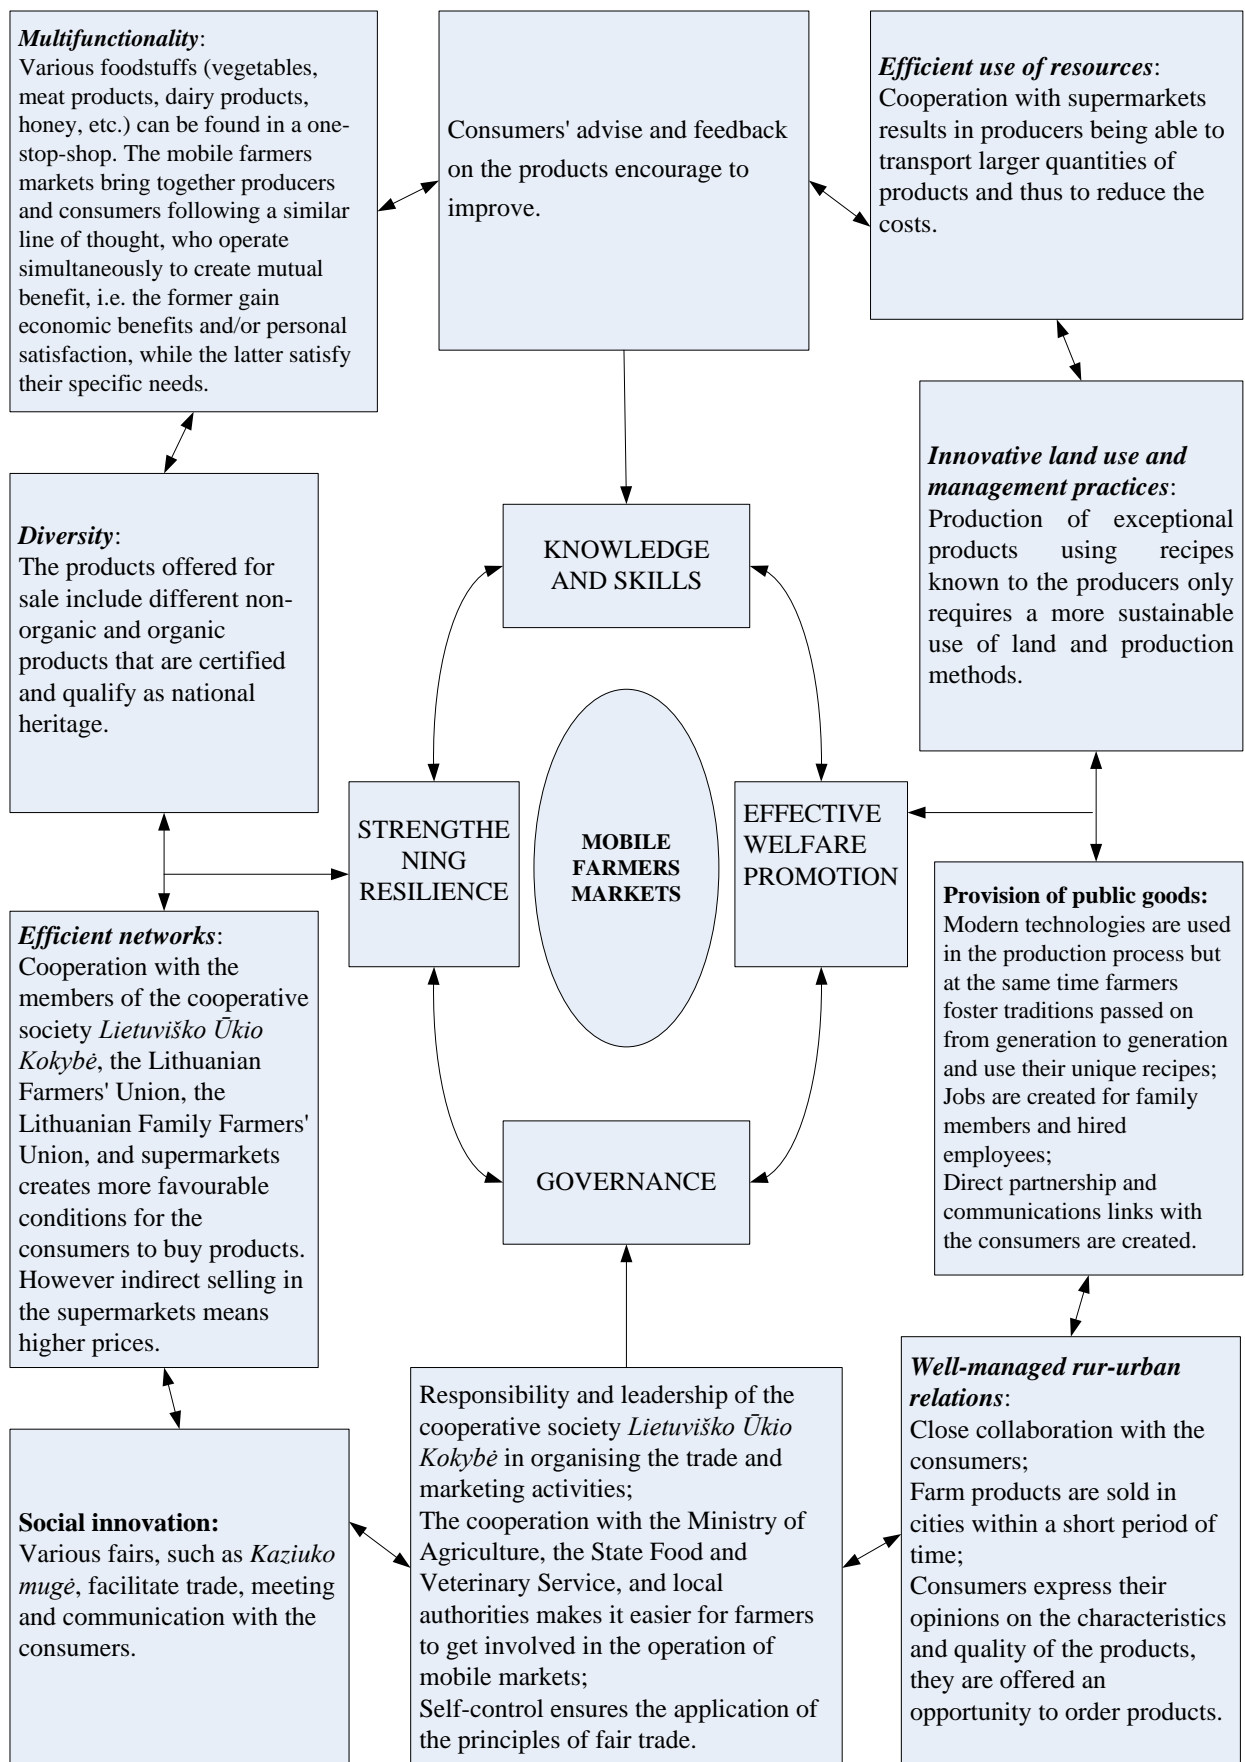 Multifunctionality:
Various foodstuffs (vegetables,
meat products, dairy products,
honey, etc.) can be found in a one-
stop-shop. The mobile farmers
markets bring together producers
and consumers following a similar
line of thought, who operate
simultaneously to create mutual
benefit, i.e. the former gain
economic benefits and/or personal
satisfaction, while the latter satisfy
their specific needs.
Consumers' advise and feedback
on the products encourage to
improve.
Efficient use of resources:
Cooperation with supermarkets
results in producers being able to
transport larger quantities of
products and thus to reduce the
costs.
Diversity:
The products offered for
sale include different non-
organic and organic
products that are certified
and qualify as national
heritage.
KNOWLEDGE
AND SKILLS
Innovative land use and
management practices:
Production of exceptional
products using recipes
known to the producers only
requires a more sustainable
use of land and production
methods.
STRENGTHE
NING
RESILIENCE
MOBILE
FARMERS
MARKETS
EFFECTIVE
WELFARE
PROMOTION
Efficient networks:
Cooperation with the
members of the cooperative
society Lietuviško Ūkio
Kokybė, the Lithuanian
Farmers' Union, the
Lithuanian Family Farmers'
Union, and supermarkets
creates more favourable
conditions for the
consumers to buy products.
However indirect selling in
the supermarkets means
higher prices.
GOVERNANCE
Provision of public goods:
Modern technologies are used
in the production process but
at the same time farmers
foster traditions passed on
from generation to generation
and use their unique recipes;
Jobs are created for family
members and hired
employees;
Direct partnership and
communications links with
the consumers are created.
Social innovation:
Various fairs, such as Kaziuko
mugė, facilitate trade, meeting
and communication with the
consumers.
Responsibility and leadership of the
cooperative society Lietuviško Ūkio
Kokybė in organising the trade and
marketing activities;
The cooperation with the Ministry of
Agriculture, the State Food and
Veterinary Service, and local
authorities makes it easier for farmers
to get involved in the operation of
mobile markets;
Self-control ensures the application of
the principles of fair trade.
Well-managed rur-urban
relations:
Close collaboration with the
consumers;
Farm products are sold in
cities within a short period of
time;
Consumers express their
opinions on the characteristics
and quality of the products,
they are offered an
opportunity to order products.